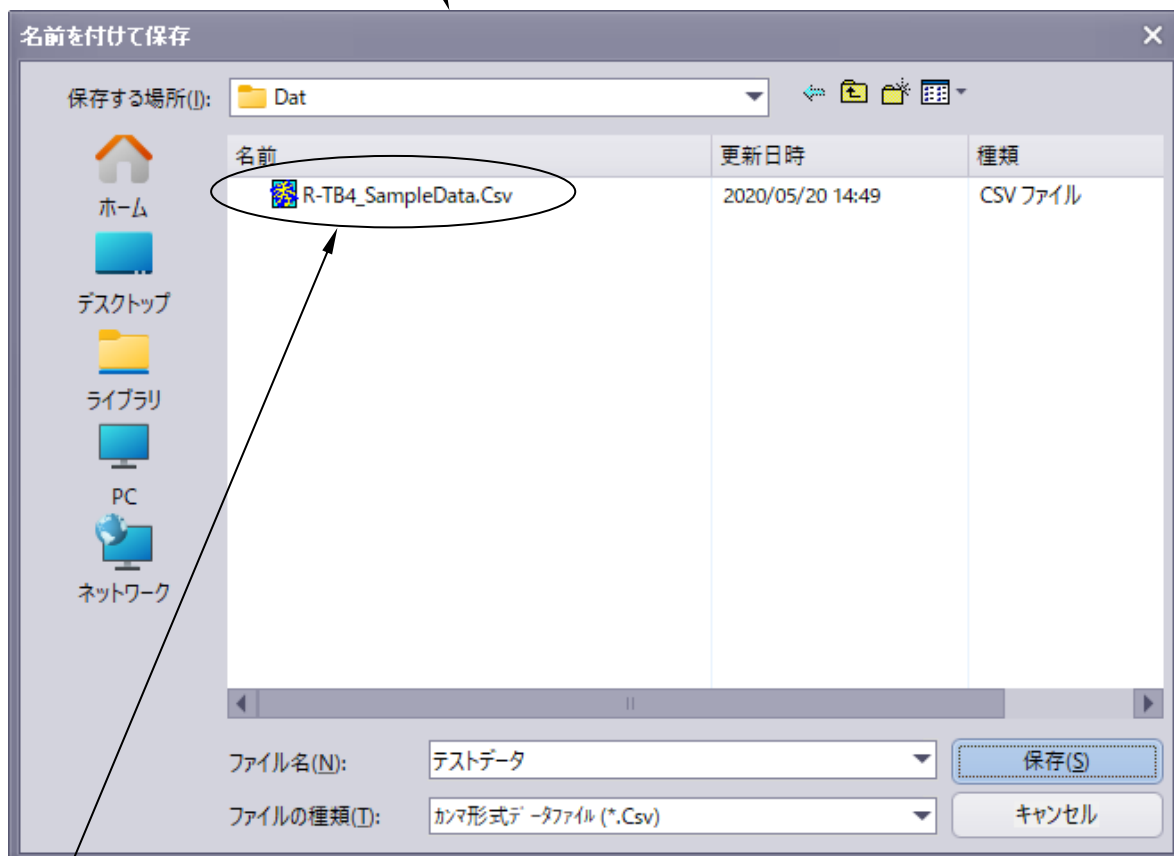 名前を付けて保存
保存する場所(I): Dat
名前 更新日時 種類
R-TB4_SampleData.Csv 2020/05/20 14:49 CSV ファイル
ホーム
デスクトップ
ライブラリ
PC
ネットワーク
ファイル名(N): テストデータ 保存(S)
ファイルの種類(T): ｶﾝﾏ形式ﾃﾞｰﾀﾌｧｲﾙ (*.Csv) キャンセル